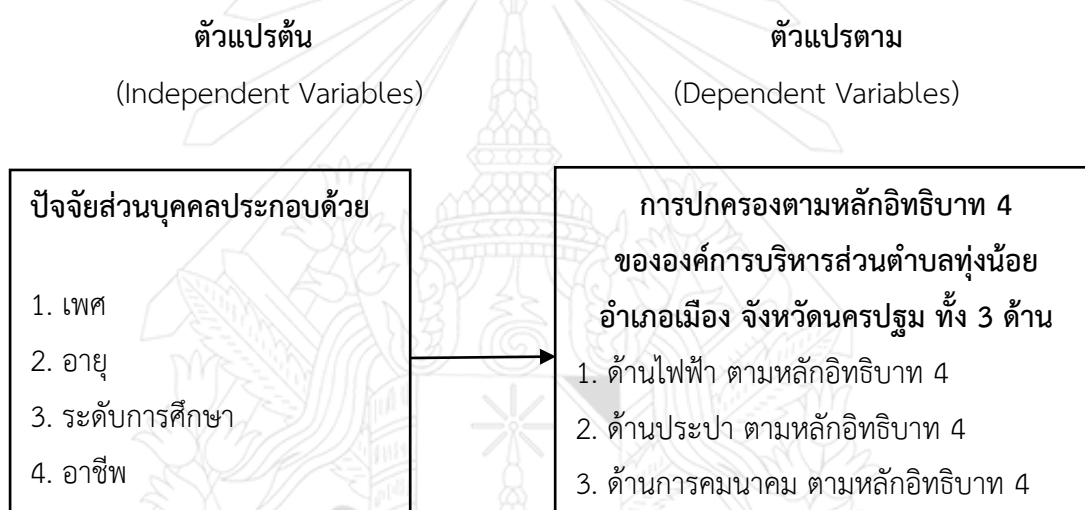 ตัวแปรต้น
(Independent Variables)
ตัวแปรตาม
(Dependent Variables)
ปัจจัยส่วนบุคคลประกอบด้วย
1. เพศ
2. อายุ
3. ระดับการศึกษา
4. อาชีพ
การปกครองตามหลักอิทธิบาท 4
ขององค์การบริหารส่วนตำบลทุ่งน้อย
อำเภอเมือง จังหวัดนครปฐม ทั้ง 3 ด้าน
1. ด้านไฟฟ้า ตามหลักอิทธิบาท 4
2. ด้านประปา ตามหลักอิทธิบาท 4
3. ด้านการคมนาคม ตามหลักอิทธิบาท 4